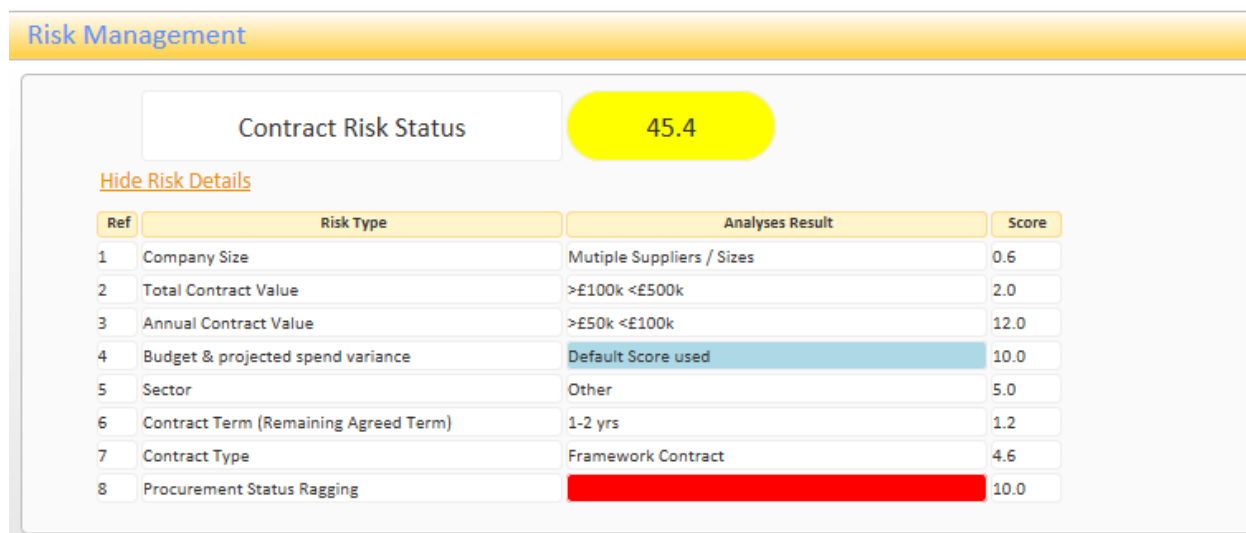 Risk Management
Contract Risk Status 45.4
Hide Risk Details
Ref Risk Type Analyses Result Score
1 Company Size Mutiple Suppliers / Sizes 0.6
2 Total Contract Value >£100k <£500k 2.0
3 Annual Contract Value >£50k <£100k 12.0
4 Budget & projected spend variance Default Score used 10.0
5 Sector Other 5.0
6 Contract Term (Remaining Agreed Term) 1-2 yrs 1.2
7 Contract Type Framework Contract 4.6
8 Procurement Status Ragging 10.0